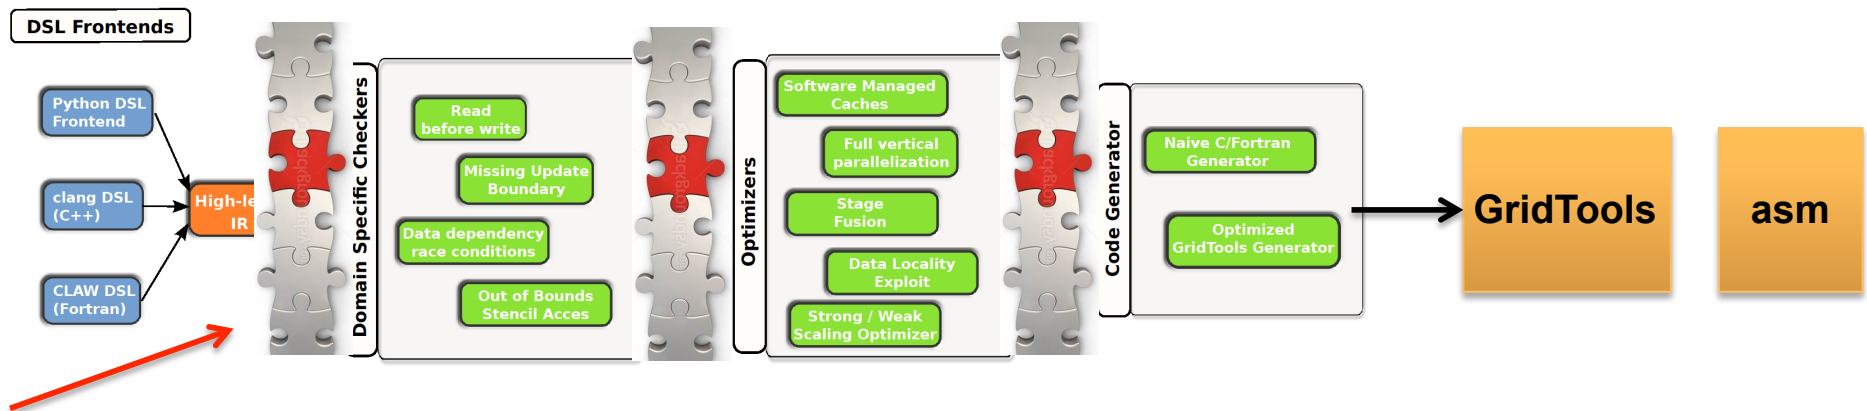 DSL Frontends
Python DSL
Frontend
clang DSL
(C++)
CLAW DSL
(Fortran)
High-le
IR
Domain Specific Checkers
Read
before write
Missing Update
Boundary
Data dependency
race conditions
Out of Bounds
Stencil Acces
Optimizers
Software Managed
Caches
Full vertical
parallelization
Stage
Fusion
Data Locality
Exploit
Strong / Weak
Scaling Optimizer
Code Generator
Naive C/Fortran
Generator
Optimized
GridTools Generator
GridTools
asm